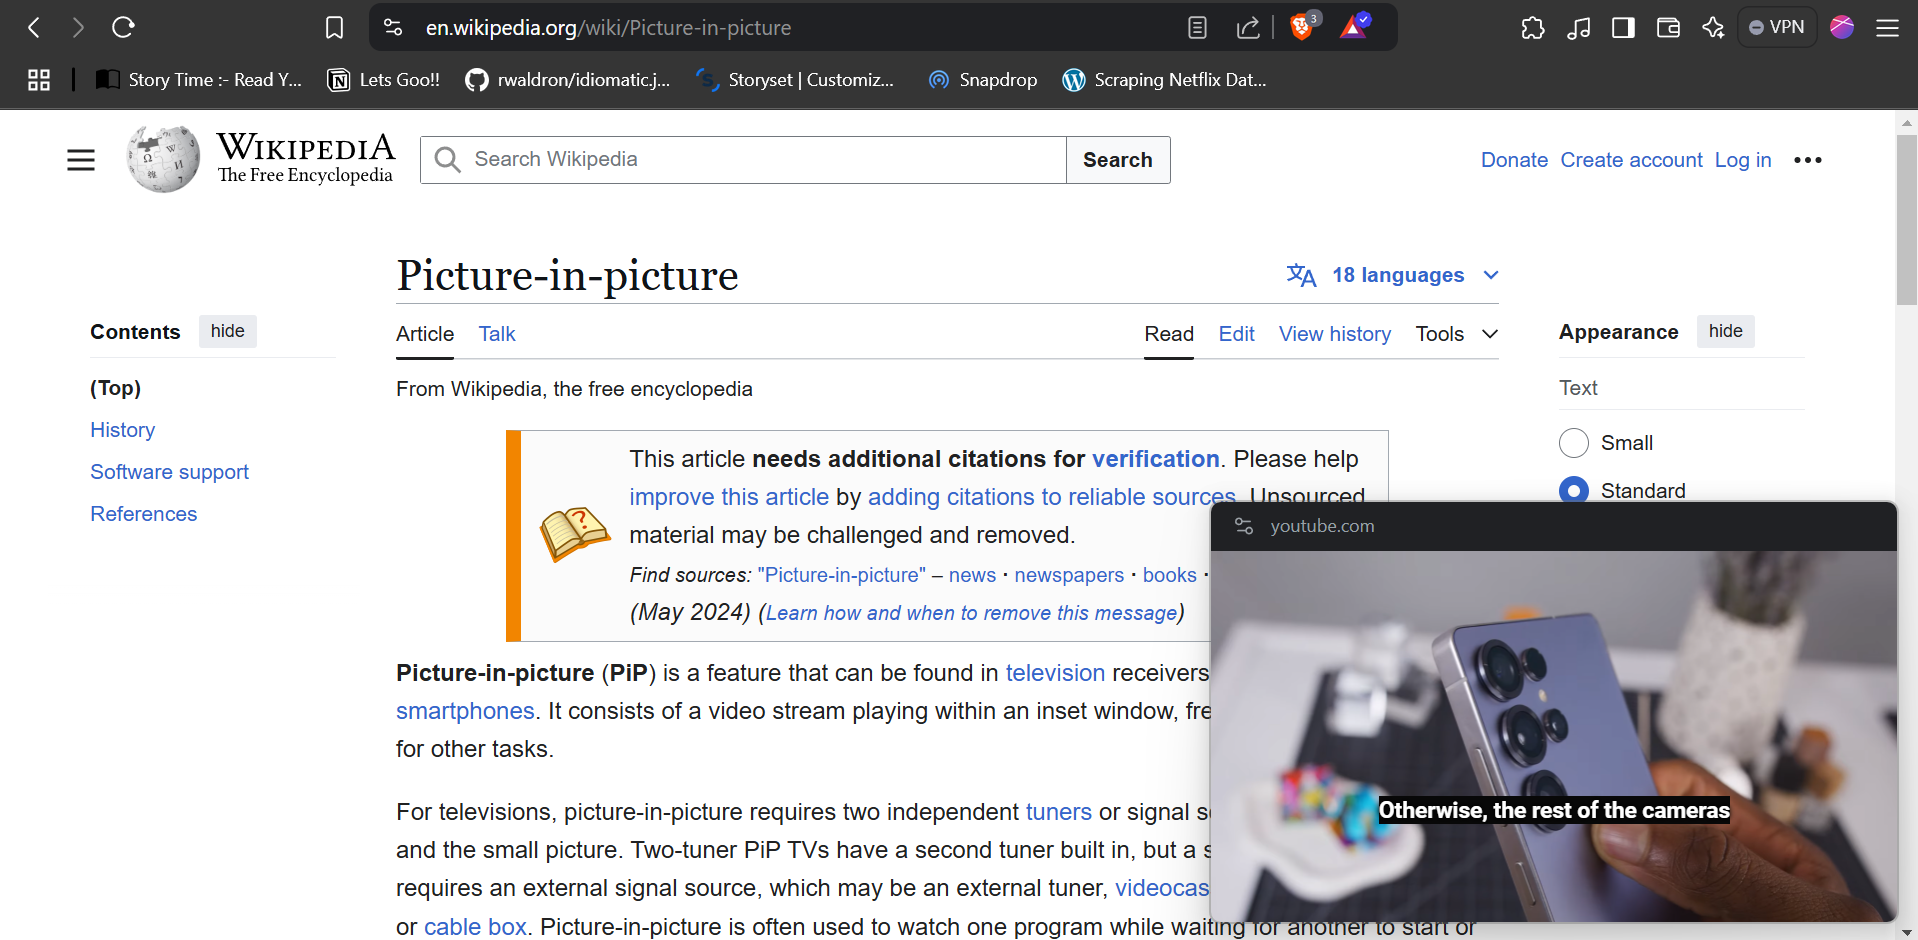 en.wikipedia.org/wiki/Picture-in-picture
3
VPN
Story Time :- Read Y...
Lets Goo!!
rwaldron/idiomatic.j...
Storyset | Customiz...
Snapdrop
Scraping Netflix Dat...
WIKIPEDIA
The Free Encyclopedia
Search Wikipedia
Search
Donate
Create account
Log in
Picture-in-picture
18 languages
Contents
hide
Article
Talk
Read
Edit
View history
Tools
Appearance
hide
(Top)
From Wikipedia, the free encyclopedia
Text
History
Small
Software support
Standard
References
This article needs additional citations for verification. Please help
improve this article by adding citations to reliable sources. Unsourced
material may be challenged and removed.
Find sources: "Picture-in-picture" – news · newspapers · books ·
(May 2024) (Learn how and when to remove this message)
youtube.com
Otherwise, the rest of the cameras
Picture-in-picture (PiP) is a feature that can be found in television receivers
smartphones. It consists of a video stream playing within an inset window, fre
for other tasks.
For televisions, picture-in-picture requires two independent tuners or signal s
and the small picture. Two-tuner PiP TVs have a second tuner built in, but a s
requires an external signal source, which may be an external tuner, videocas
or cable box. Picture-in-picture is often used to watch one program while waiting for another to start or